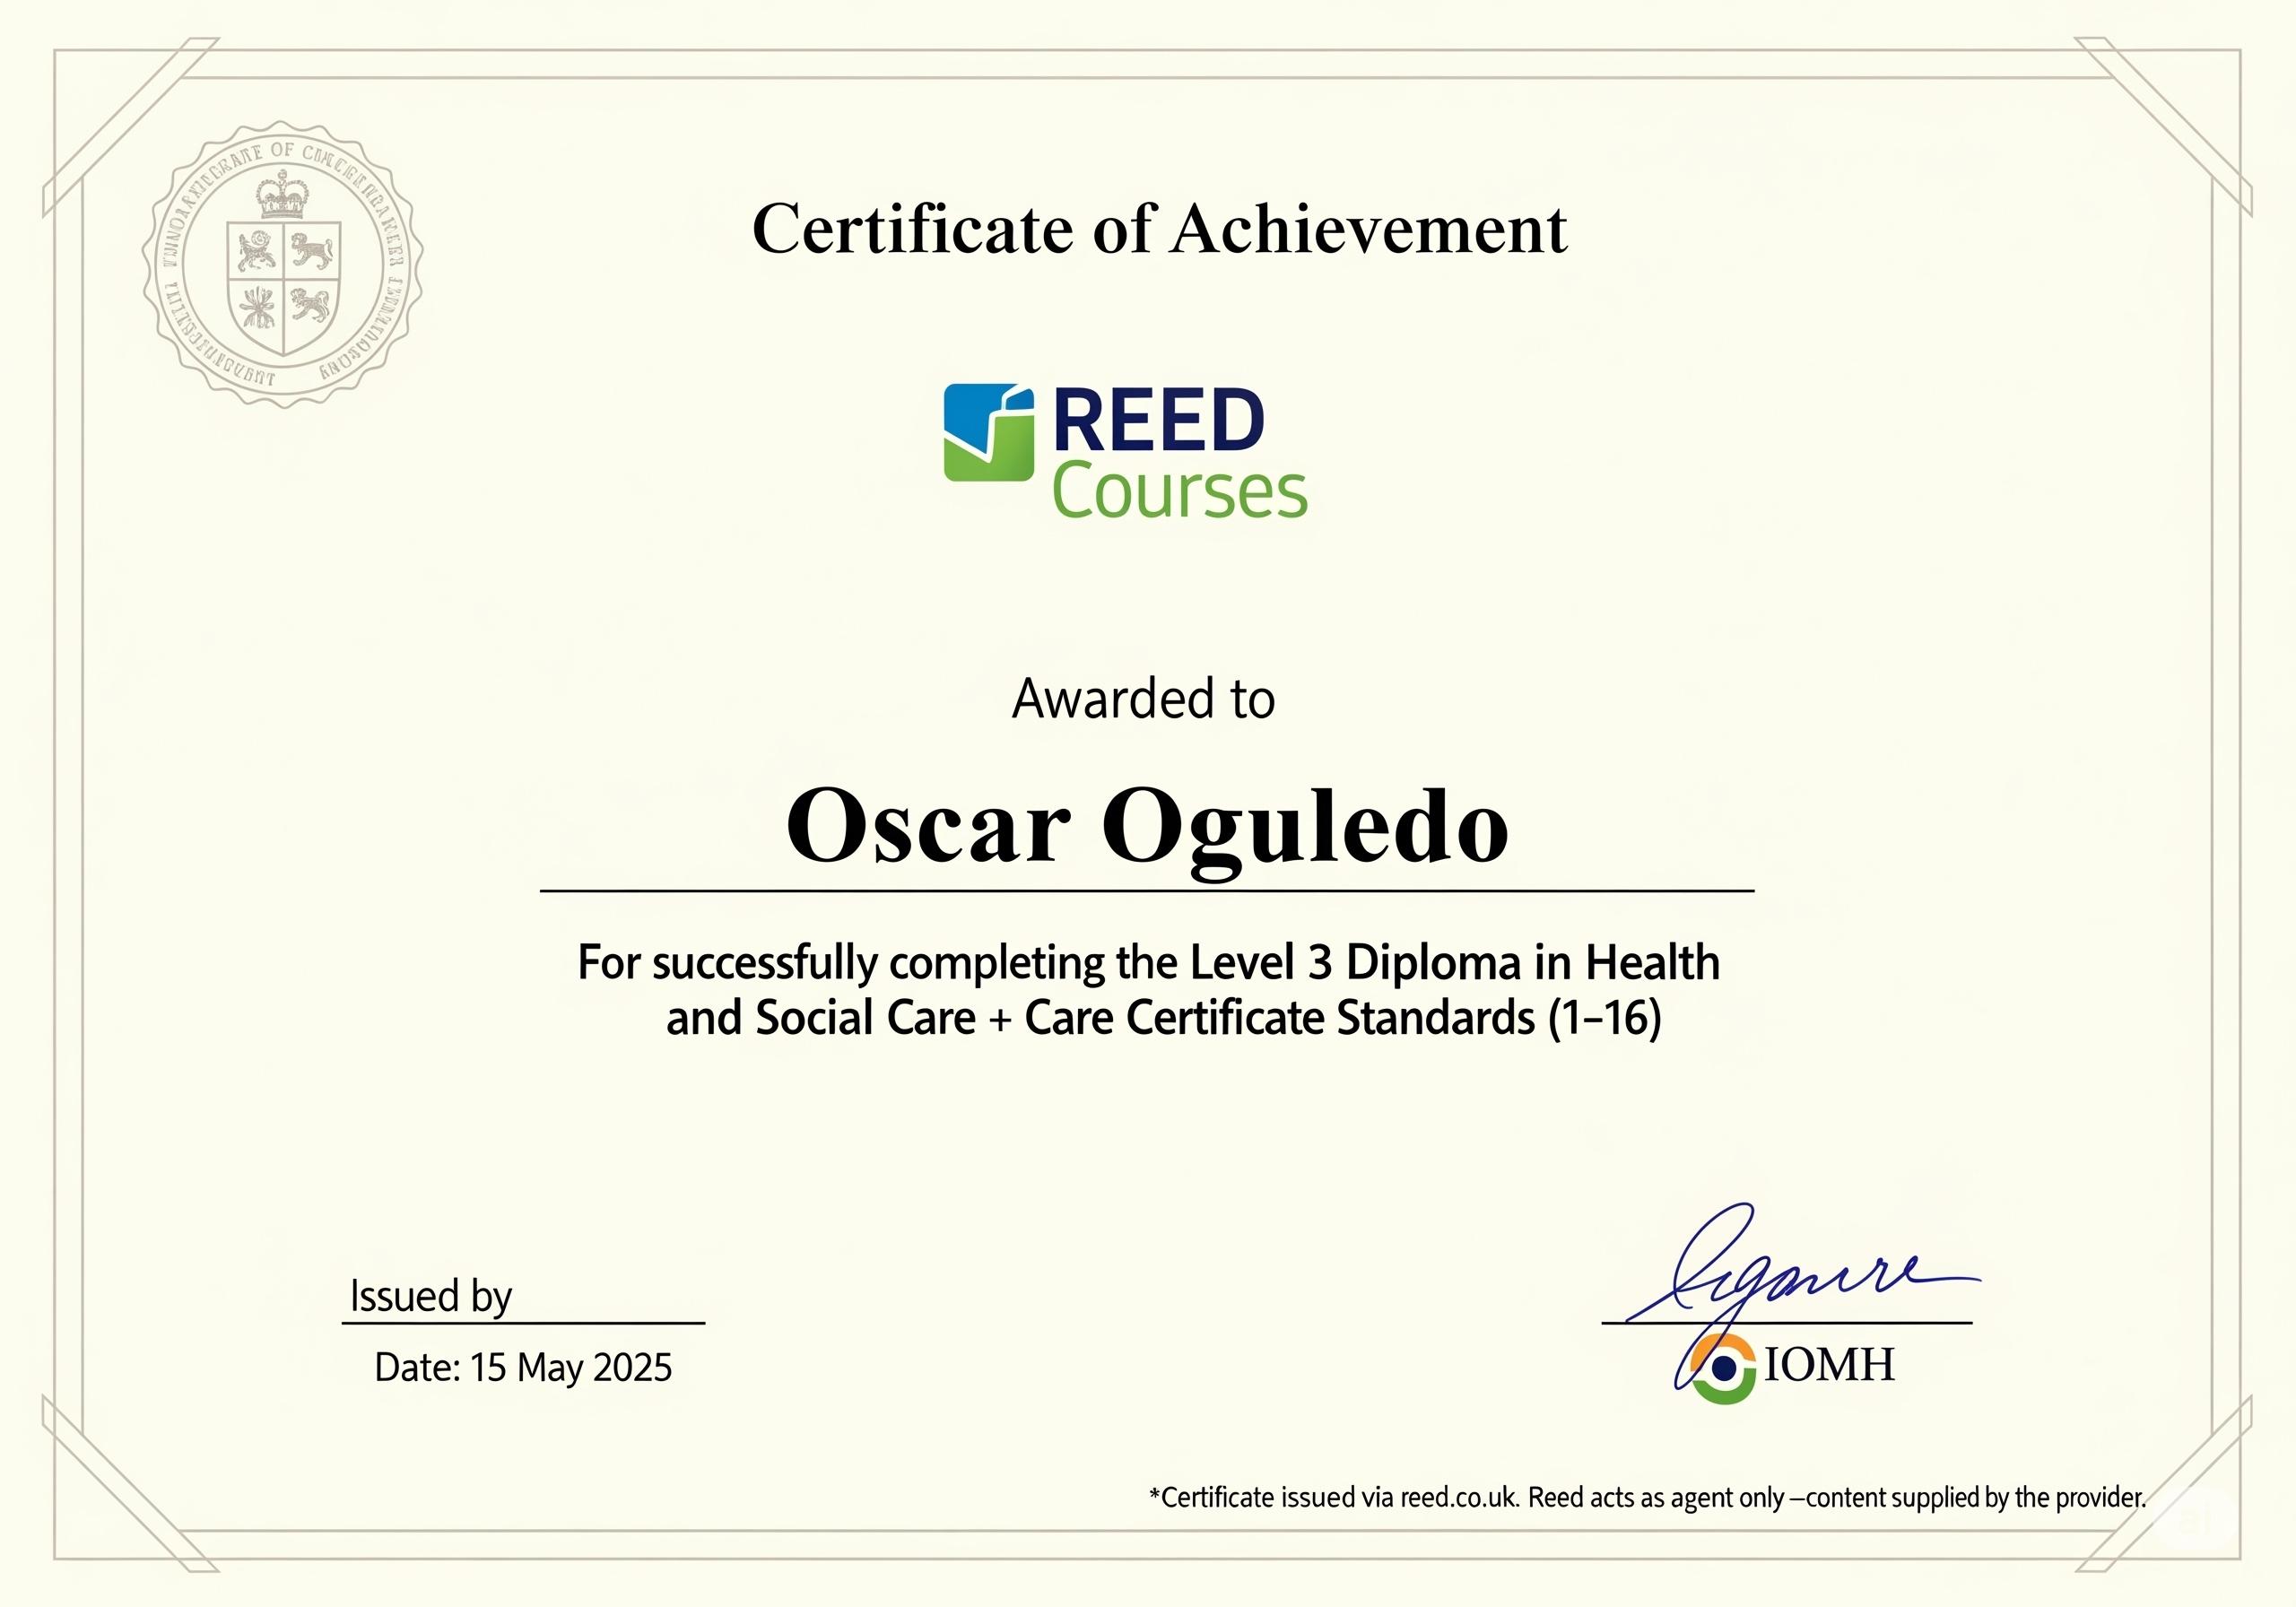 Certificate of Achievement
REED
Courses
Awarded to
Oscar Oguledo
For successfully completing the Level 3 Diploma in Health
and Social Care + Care Certificate Standards (1–16)
Issued by
Date: 15 May 2025
IOMH
*Certificate issued via reed.co.uk. Reed acts as agent only –content supplied by the provider.